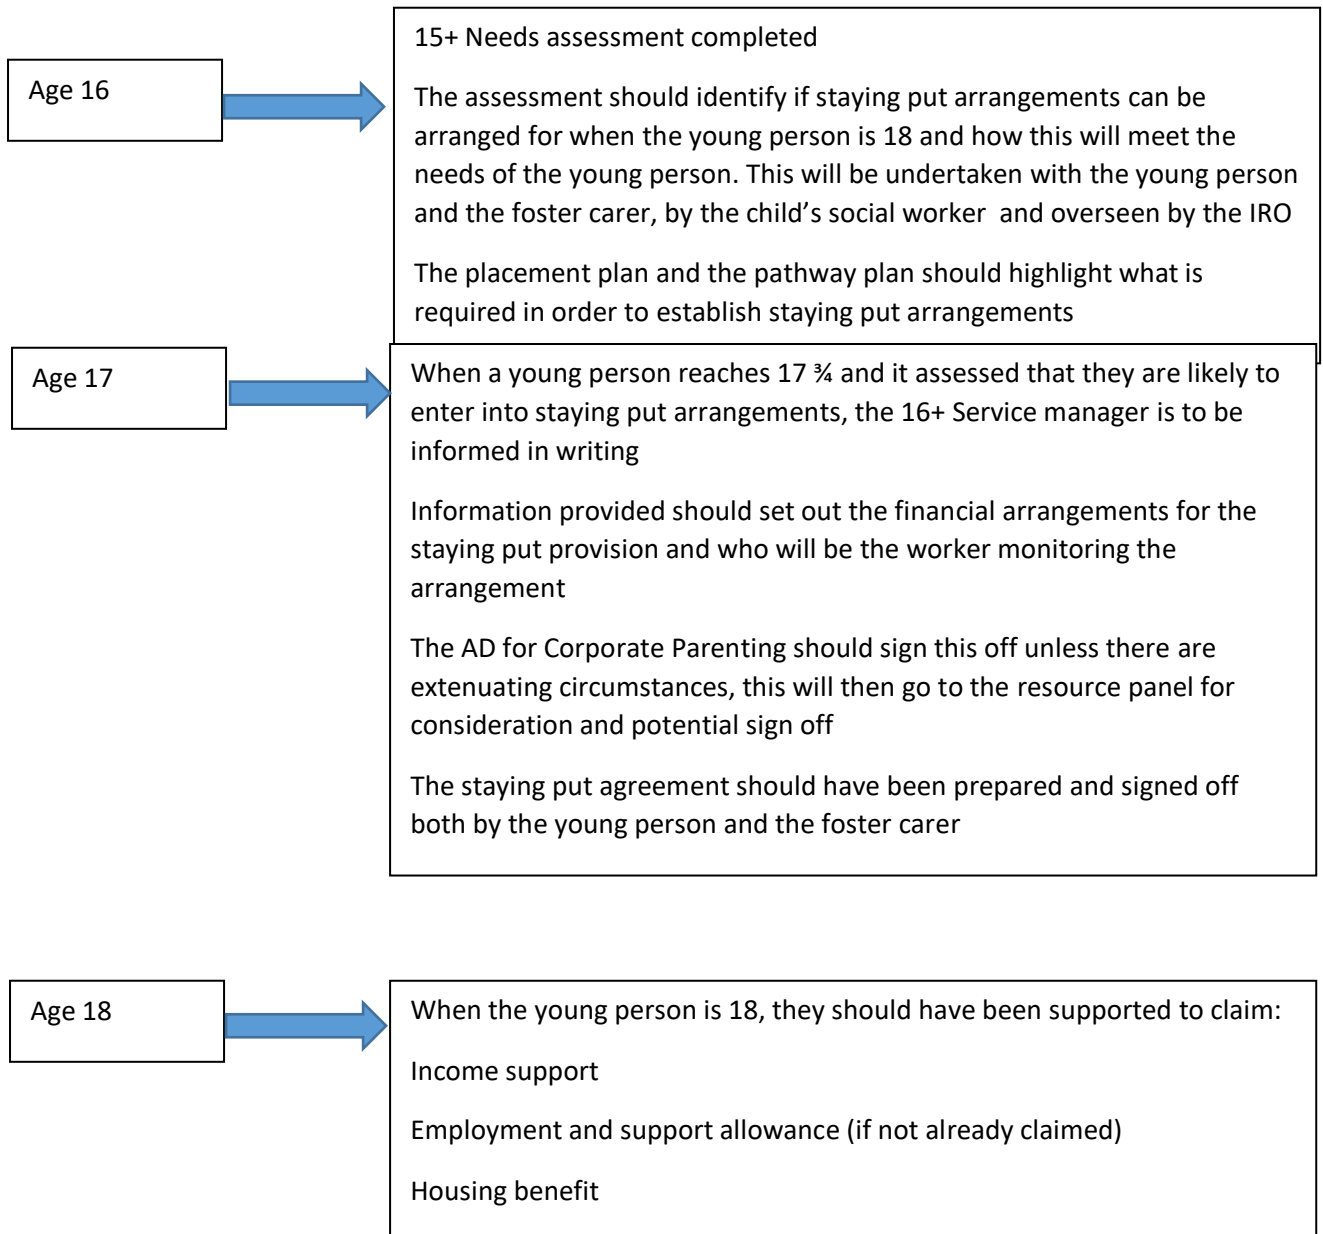 15+ Needs assessment completed
Age 16
The assessment should identify if staying put arrangements can be
arranged for when the young person is 18 and how this will meet the
needs of the young person. This will be undertaken with the young person
and the foster carer, by the child’s social worker  and overseen by the IRO
The placement plan and the pathway plan should highlight what is
required in order to establish staying put arrangements
Age 17
When a young person reaches 17 ¾ and it assessed that they are likely to
enter into staying put arrangements, the 16+ Service manager is to be
informed in writing
Information provided should set out the financial arrangements for the
staying put provision and who will be the worker monitoring the
arrangement
The AD for Corporate Parenting should sign this off unless there are
extenuating circumstances, this will then go to the resource panel for
consideration and potential sign off
The staying put agreement should have been prepared and signed off
both by the young person and the foster carer
Age 18
When the young person is 18, they should have been supported to claim:
Income support
Employment and support allowance (if not already claimed)
Housing benefit